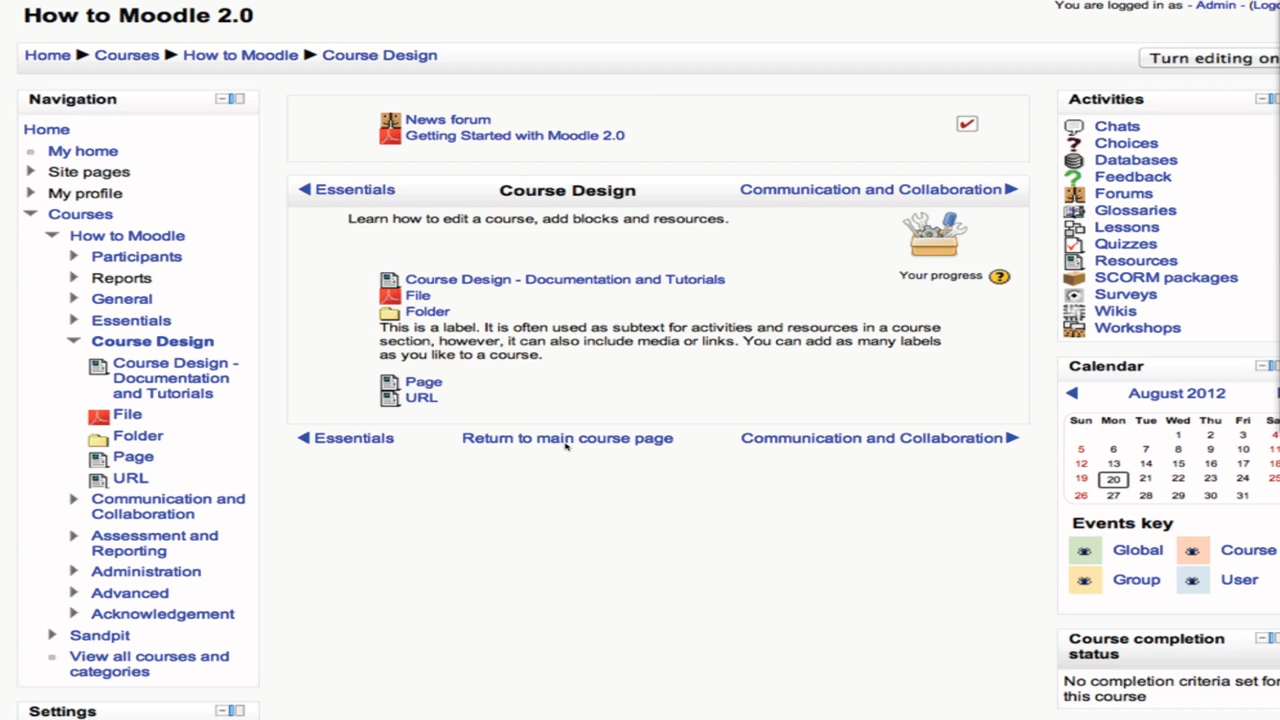 How to Moodle 2.0
You are logged in as - Admin - (Logo
Home ▶ Courses ▶ How to Moodle ▶ Course Design
Turn editing on
Navigation
Home
My home
Site pages
My profile
Courses
How to Moodle
Participants
Reports
General
Essentials
Course Design
Course Design -
Documentation
and Tutorials
File
Folder
Page
URL
Communication and
Collaboration
Assessment and
Reporting
Administration
Advanced
Acknowledgement
Sandpit
View all courses and
categories
Settings
News forum
Getting Started with Moodle 2.0
◀ Essentials
Course Design
Communication and Collaboration ▶
Learn how to edit a course, add blocks and resources.
Your progress ?
Course Design - Documentation and Tutorials
File
Folder
This is a label. It is often used as subtext for activities and resources in a course
section, however, it can also include media or links. You can add as many labels
as you like to a course.
Page
URL
◀ Essentials
Return to main course page
Communication and Collaboration ▶
Activities
Chats
Choices
Databases
Feedback
Forums
Glossaries
Lessons
Quizzes
Resources
SCORM packages
Surveys
Wikis
Workshops
Calendar
◀ August 2012
Sun Mon Tue Wed Thu Fri Sa
1 2 3 4
5 6 7 8 9 10 11
12 13 14 15 16 17 18
19 20 21 22 23 24 25
26 27 28 29 30 31
Events key
Global
Course
Group
User
Course completion
status
No completion criteria set for
this course